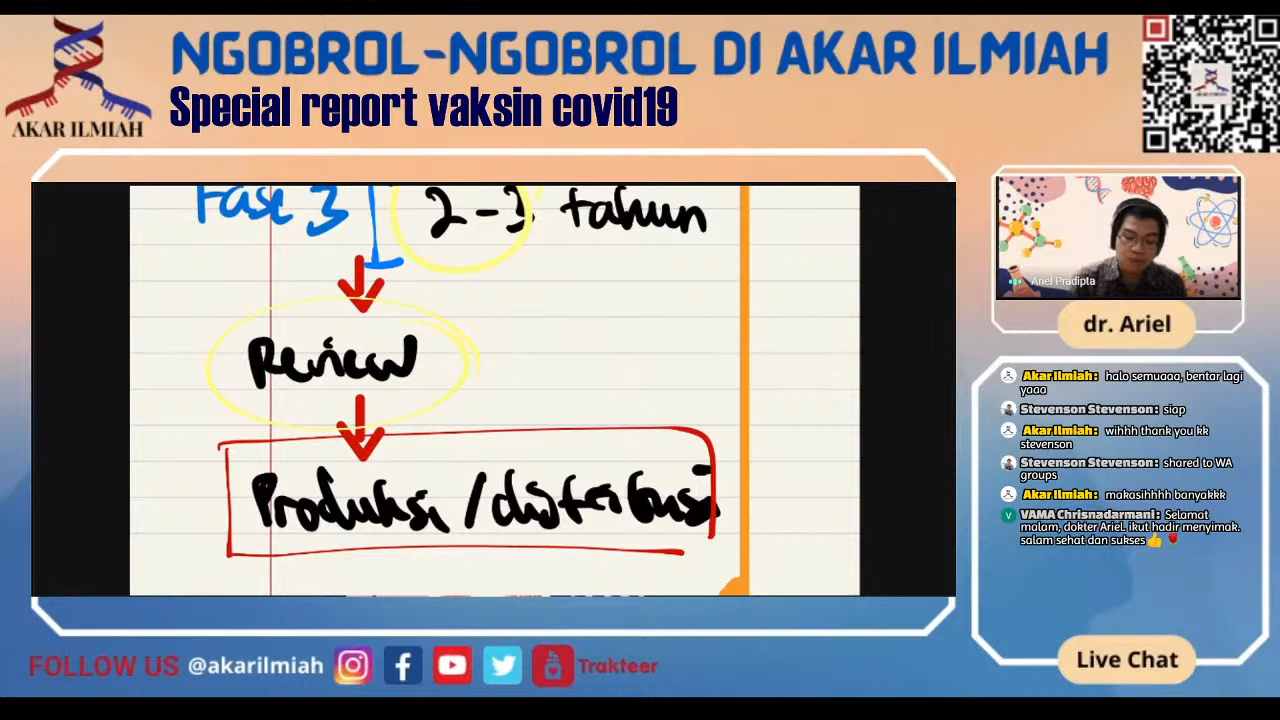 NGOBROL-NGOBROL DI AKAR ILMIAH
Special report vaksin covid19
AKAR ILMIAH
Fase 3 2-3 tahun
Review
Produksi / distribusi
Ariel Pradipta
dr. Ariel
Akar Ilmiah: halo semuaaa, bentar lagi
yaaa
Stevenson Stevenson: siap
Akar Ilmiah: wihhh thank you kk
stevenson
Stevenson Stevenson: shared to WA
groups
Akar Ilmiah: makasihhhh banyakkk
V VAMA Chrisnadarmani: Selamat
malam, dokter Ariel. ikut hadir menyimak.
salam sehat dan sukses👍🌹
Live Chat
FOLLOW US @akarilmiah Trakteer